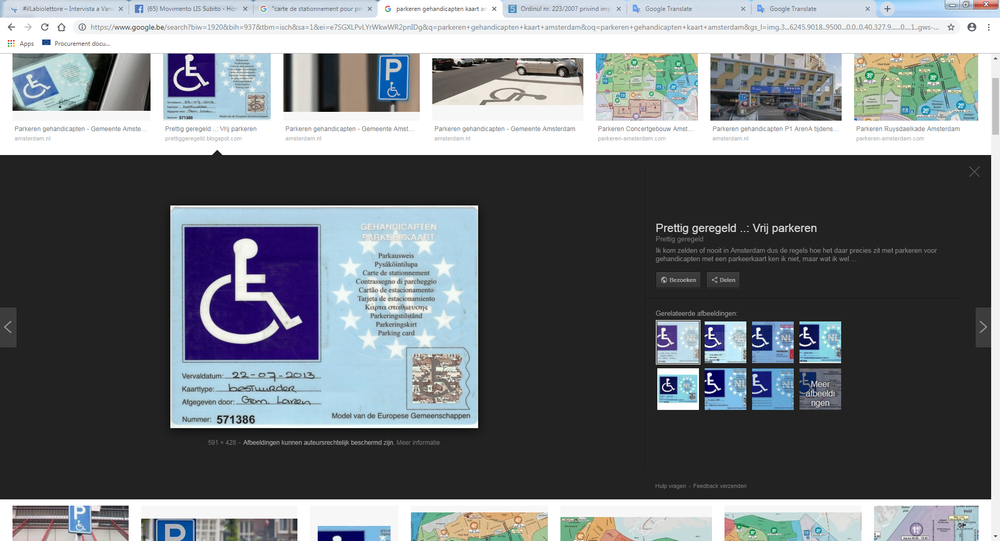 #ilLabiolettore – Intervista a Vane
(65) Movimento LIS Subito - Hom
"carte de stationnement pour pe
parkeren gehandicapten kaart am
Ordinul nr. 223/2007 privind imp
Google Translate
Google Translate
https://www.google.be/search?biw=1920&bih=937&tbm=isch&sa=1&ei=e7SGXLPvLYrWkwWR2pnIDg&q=parkeren+gehandicapten+kaart+amsterdam&oq=parkeren+gehandicapten+kaart+amsterdam&gs_l=img.3...6245.9018..9500...0.0..0.40.327.9......0....1..gws-...
Apps
Procurement docu...
Parkeren gehandicapten - Gemeente Amste...
amsterdam.nl
Prettig geregeld ..: Vrij parkeren
prettiggeregeld.blogspot.com
Parkeren gehandicapten - Gemeente Amst...
amsterdam.nl
Parkeren gehandicapten - Gemeente Amsterdam
amsterdam.nl
Parkeren Concertgebouw Amst...
parkeren-amsterdam.com
Parkeren gehandicapten P1 ArenA tijdens...
amsterdam.nl
Parkeren Ruysdaelkade Amsterdam
parkeren-amsterdam.com
GEHANDICAPTEN
PARKEERKAART
NL
Parkausweis
Pysäköintilupa
Carte de stationnement
Contrassegno di parcheggio
Cartão de estacionamento
Tarjeta de estacionamiento
Κάρτα στάθμευσης
Parkeringstilstånd
Parkeringskirt
Parking card
Vervaldatum: 22-07-2013
Kaarttype: bestuurder
Afgegeven door: Gem. Laren
Nummer: 571386
Model van de Europese Gemeenschappen
591 × 428 - Afbeeldingen kunnen auteursrechtelijk beschermd zijn. Meer informatie
Prettig geregeld ..: Vrij parkeren
Prettig geregeld
Ik kom zelden of nooit in Amsterdam dus de regels hoe het daar precies zit met parkeren voor
gehandicapten met een parkeerkaart ken ik niet, maar wat ik wel ...
Bezoeken
Delen
Gerelateerde afbeeldingen:
Meer
afbeeldi
ngen
Hulp vragen - Feedback verzenden